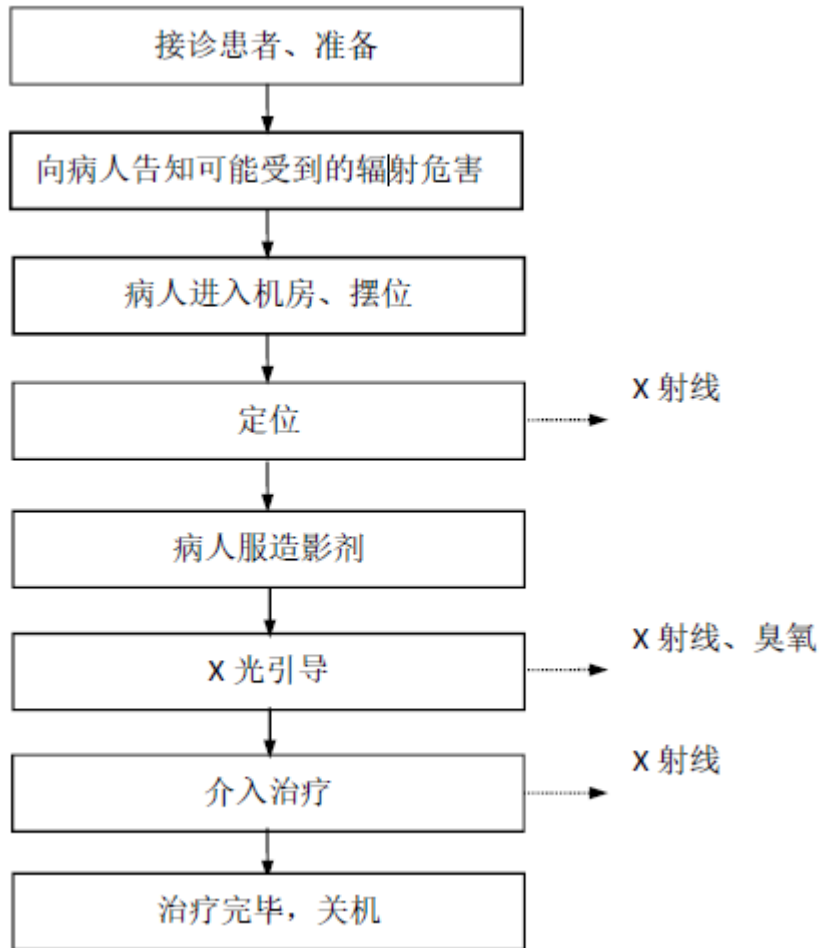 接诊患者、准备
向病人告知可能受到的辐射危害
病人进入机房、摆位
X 射线
定位
病人服造影剂
X 射线、臭氧
X 光引导
X 射线
介入治疗
治疗完毕，关机